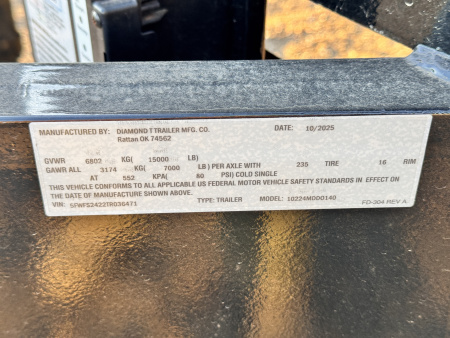 MANUFACTURED BY: DIAMOND T TRAILER MFG. CO. DATE: 10/2025
Rattan OK 74562
GVWR 6802 KG( 15000 LB)
GAWR ALL 3174 KG( 7000 LB) PER AXLE WITH 235 TIRE 16 RIM
AT 552 KPA( 80 PSI) COLD SINGLE
THIS VEHICLE CONFORMS TO ALL APPLICABLE US FEDERAL MOTOR VEHICLE SAFETY STANDARDS IN EFFECT ON
THE DATE OF MANUFACTURE SHOWN ABOVE.
VIN: 5FWFS2422TR036471 TYPE: TRAILER MODEL: 10224MDDO140
FD-304 REV A